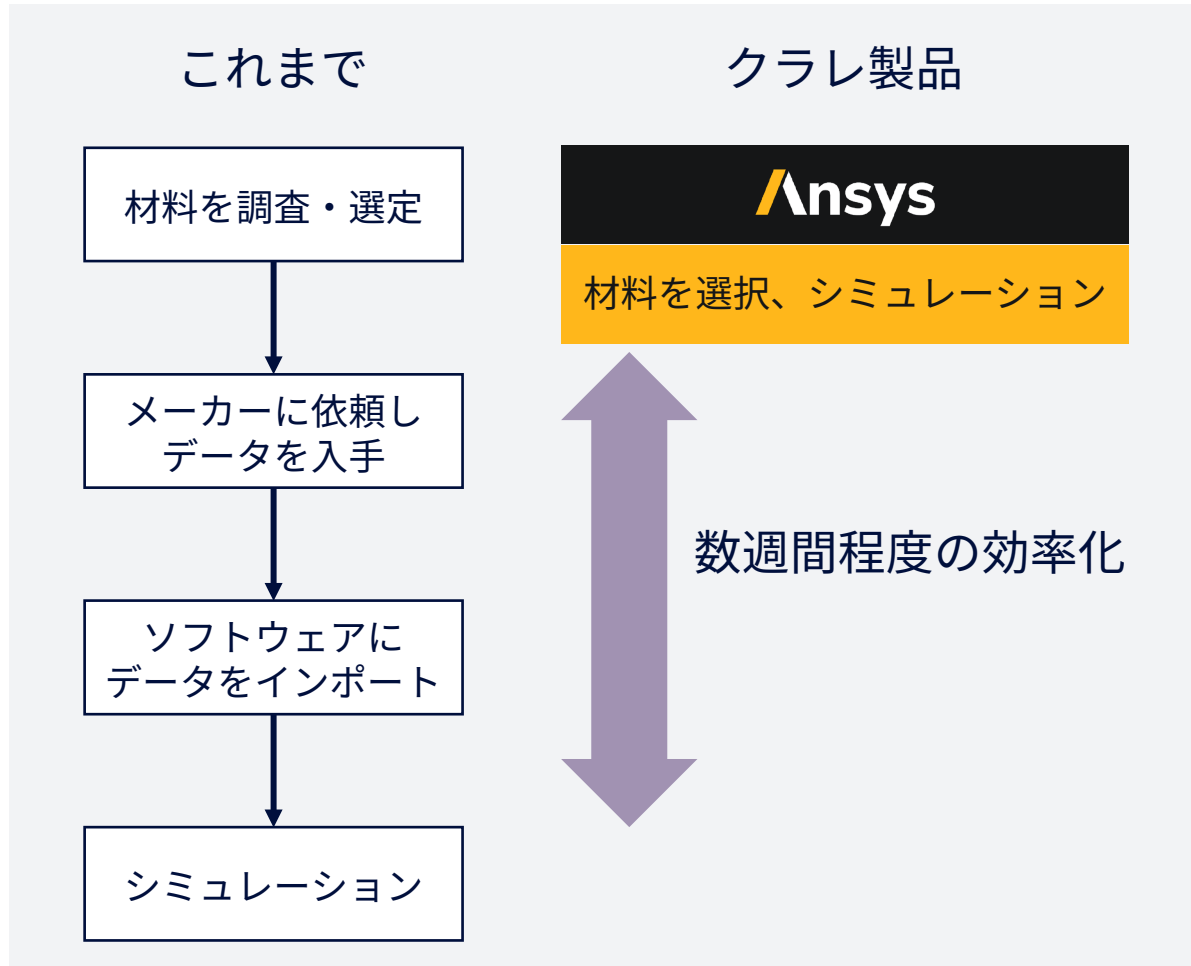 これまで
材料を調査・選定
メーカーに依頼し
データを入手
ソフトウェアに
データをインポート
シミュレーション
クラレ製品
Ansys
材料を選択、シミュレーション
数週間程度の効率化